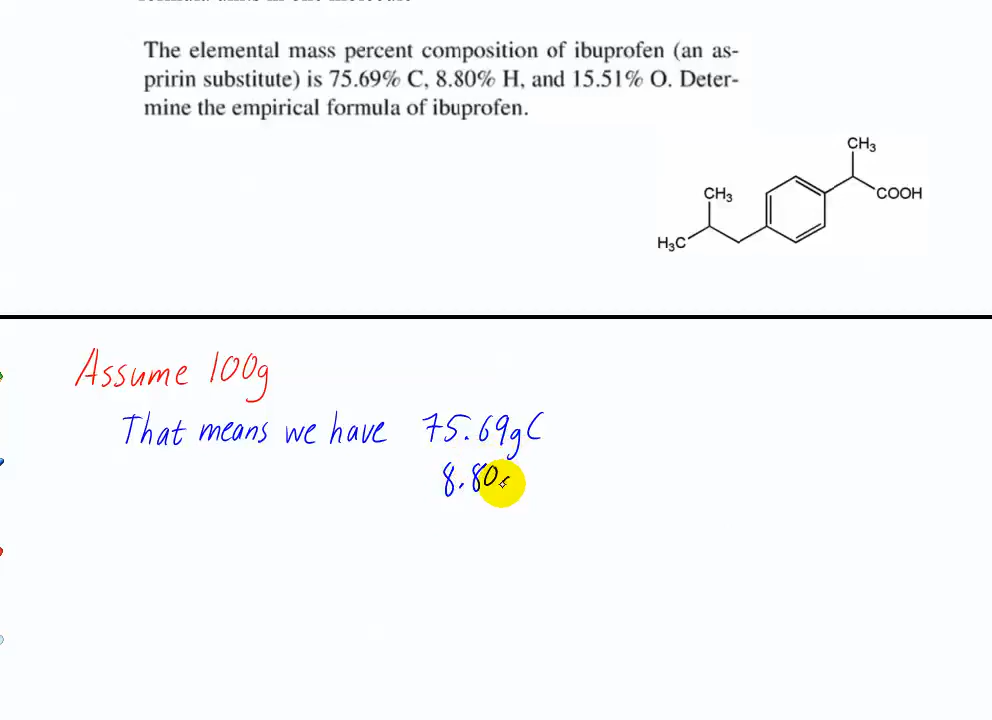 The elemental mass percent composition of ibuprofen (an as-
pririn substitute) is 75.69% C, 8.80% H, and 15.51% O. Deter-
mine the empirical formula of ibuprofen.
CH3
CH3
COOH
H3C
Assume 100g
That means we have 75.69g C
8.80